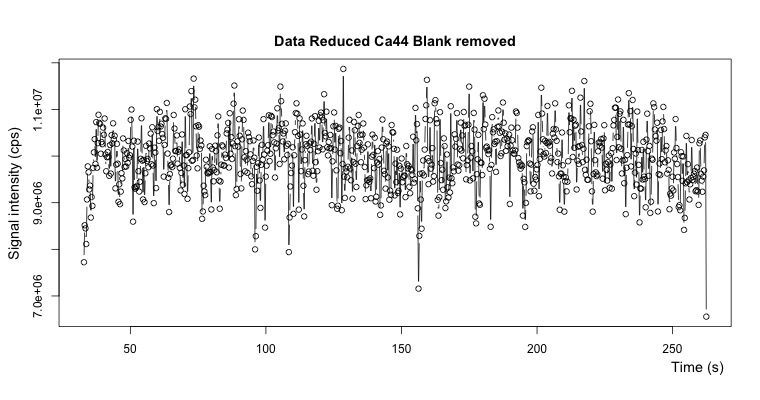 Data Reduced Ca44 Blank removed
Signal intensity (cps)
1.1e+07
9.0e+06
7.0e+06
50 100 150 200 250
Time (s)